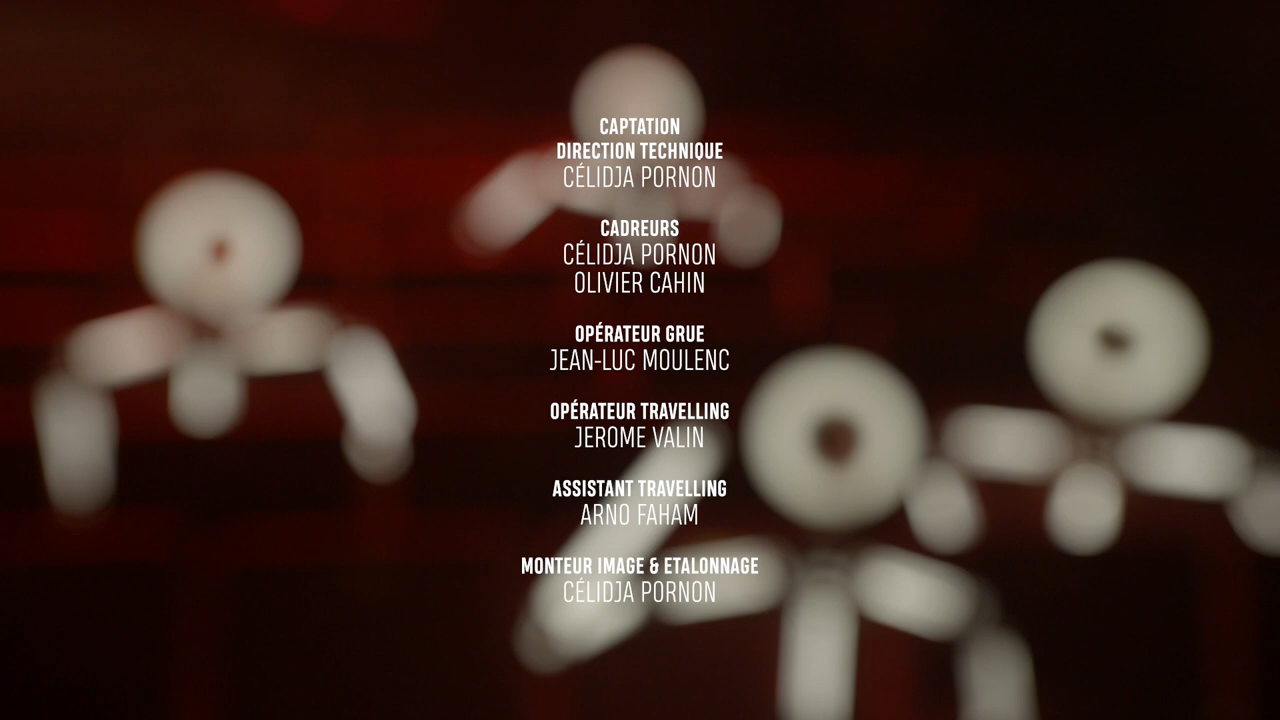 CAPTATION
DIRECTION TECHNIQUE
CÉLIDJA PORNON
CADREURS
CÉLIDJA PORNON
OLIVIER CAHIN
OPÉRATEUR GRUE
JEAN-LUC MOULENC
OPÉRATEUR TRAVELLING
JEROME VALIN
ASSISTANT TRAVELLING
ARNO FAHAM
MONTEUR IMAGE & ETALONNAGE
CÉLIDJA PORNON